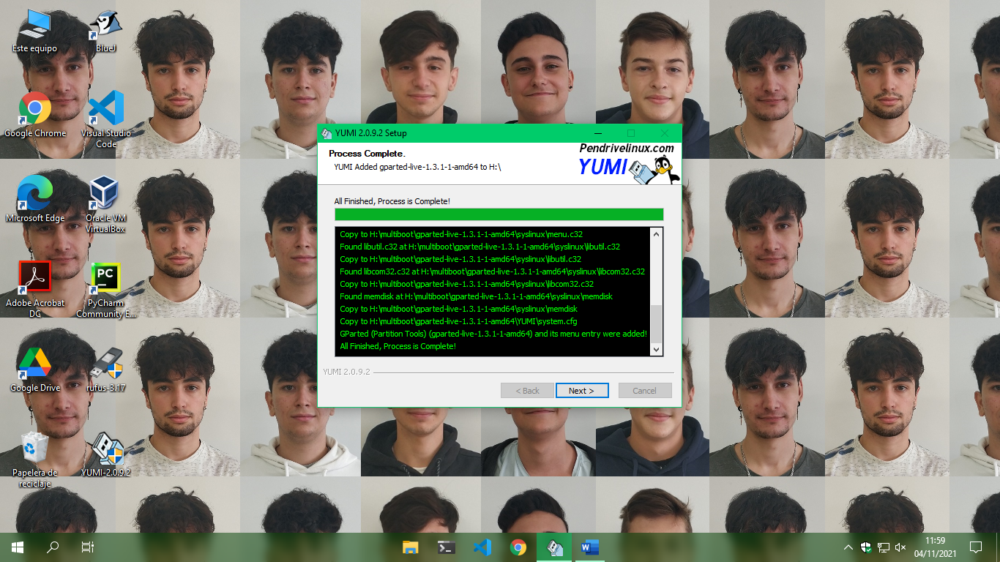 Este equipo
BlueJ
Google Chrome
Visual Studio
Code
Microsoft Edge
Oracle VM
VirtualBox
Adobe Acrobat
DC
PyCharm
Community E...
Google Drive
rufus-3.17
Papelera de
reciclaje
YUMI-2.0.9.2
YUMI 2.0.9.2 Setup
Process Complete.
YUMI Added gparted-live-1.3.1-1-amd64 to H:\
Pendrivelinux.com
YUMI
All Finished, Process is Complete!
Copy to H:\multiboot\gparted-live-1.3.1-1-amd64\syslinux\menu.c32
Found libutil.c32 at H:\multiboot\gparted-live-1.3.1-1-amd64\syslinux\libutil.c32
Copy to H:\multiboot\gparted-live-1.3.1-1-amd64\syslinux\libutil.c32
Found libcom32.c32 at H:\multiboot\gparted-live-1.3.1-1-amd64\syslinux\libcom32.c32
Copy to H:\multiboot\gparted-live-1.3.1-1-amd64\syslinux\libcom32.c32
Found memdisk at H:\multiboot\gparted-live-1.3.1-1-amd64\syslinux\memdisk
Copy to H:\multiboot\gparted-live-1.3.1-1-amd64\syslinux\memdisk
Copy to H:\multiboot\gparted-live-1.3.1-1-amd64\YUMI\system.cfg
GParted (Partition Tools) (gparted-live-1.3.1-1-amd64) and its menu entry were added!
All Finished, Process is Complete!
YUMI 2.0.9.2
< Back
Next >
Cancel
PC
W
11:59
04/11/2021